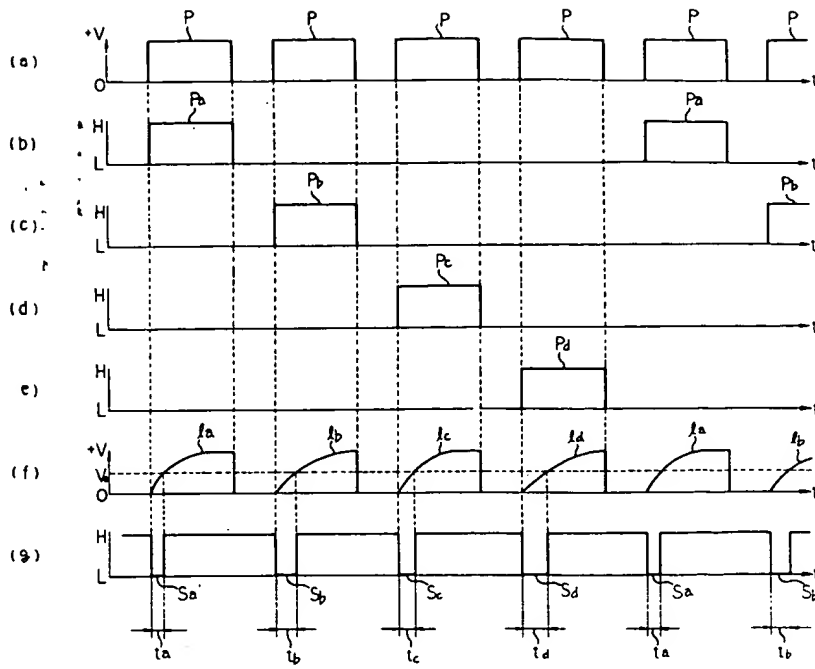 P P P P P P
+V
(a)
O t
Pa Pa
H
(b)
L t
Pb Pb
H
(c)
L t
Pc
H
(d)
L t
Pd
H
e)
L t
la lb lc ld la lb
+V
(f) V
O t
H
(g)
L t
Sa Sb Sc Sd Sa Sb
ta tb tc td ta tb